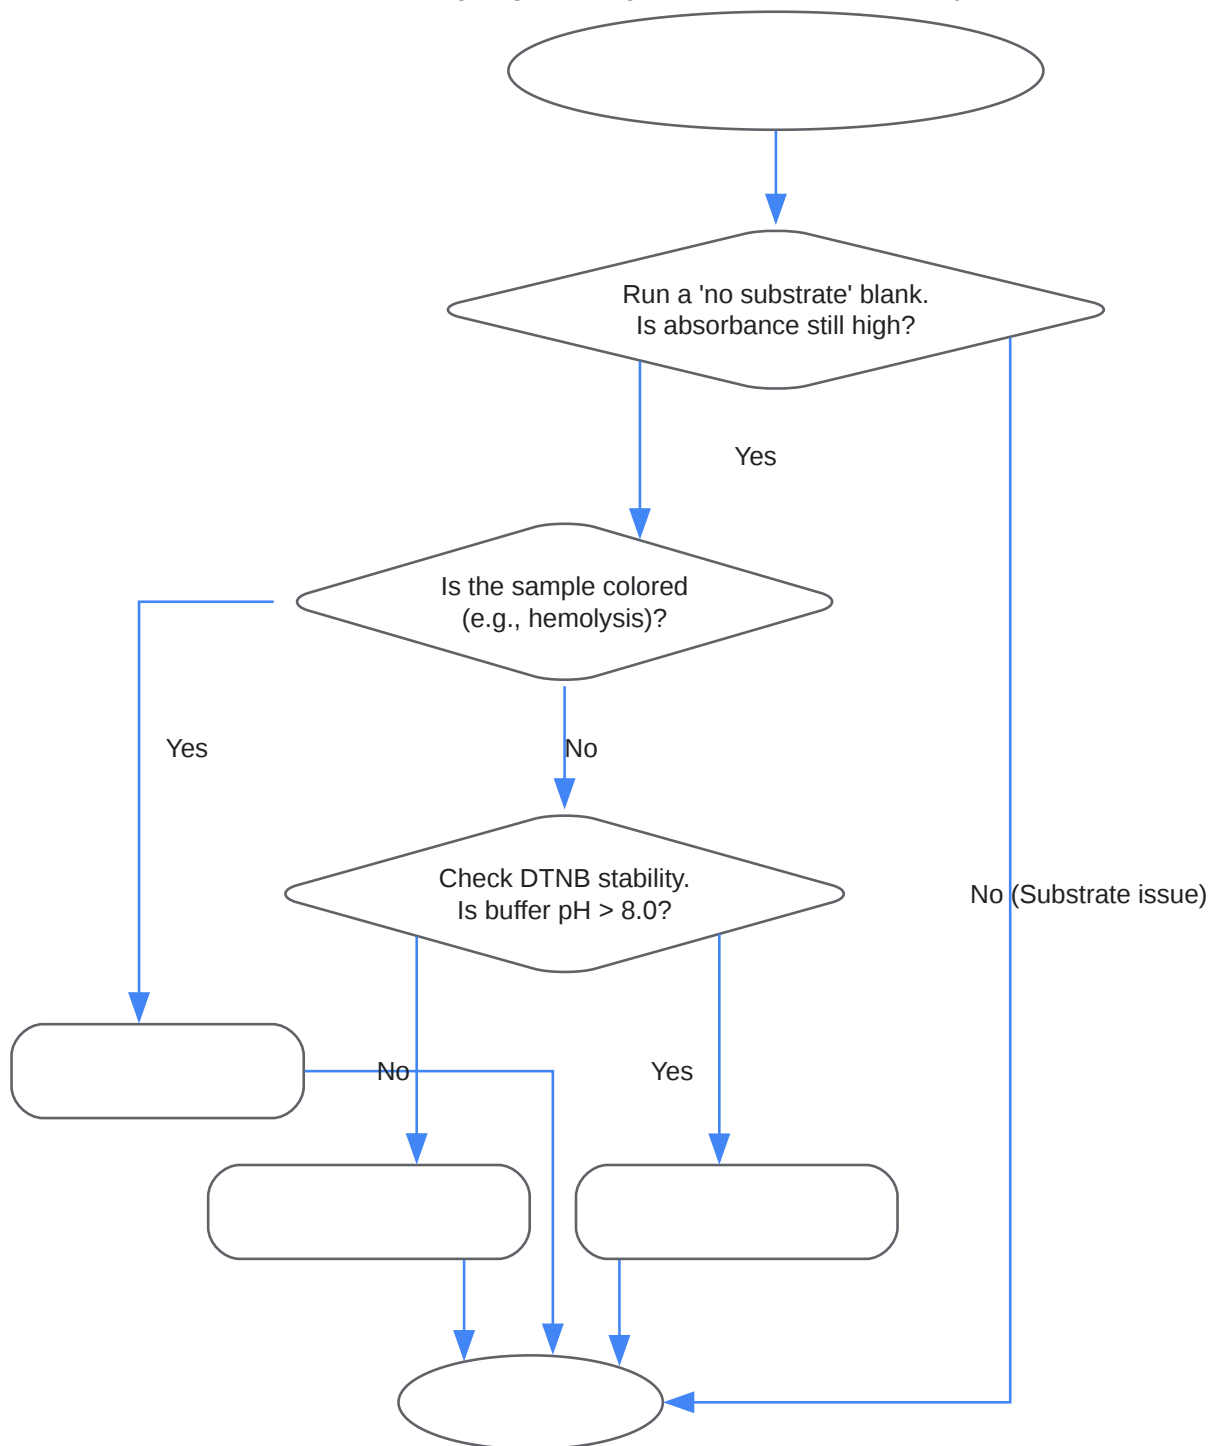 Run a 'no substrate' blank.
Is absorbance still high?
Yes
Is the sample colored
(e.g., hemolysis)?
Yes
No
Check DTNB stability.
Is buffer pH > 8.0?
No (Substrate issue)
No
Yes